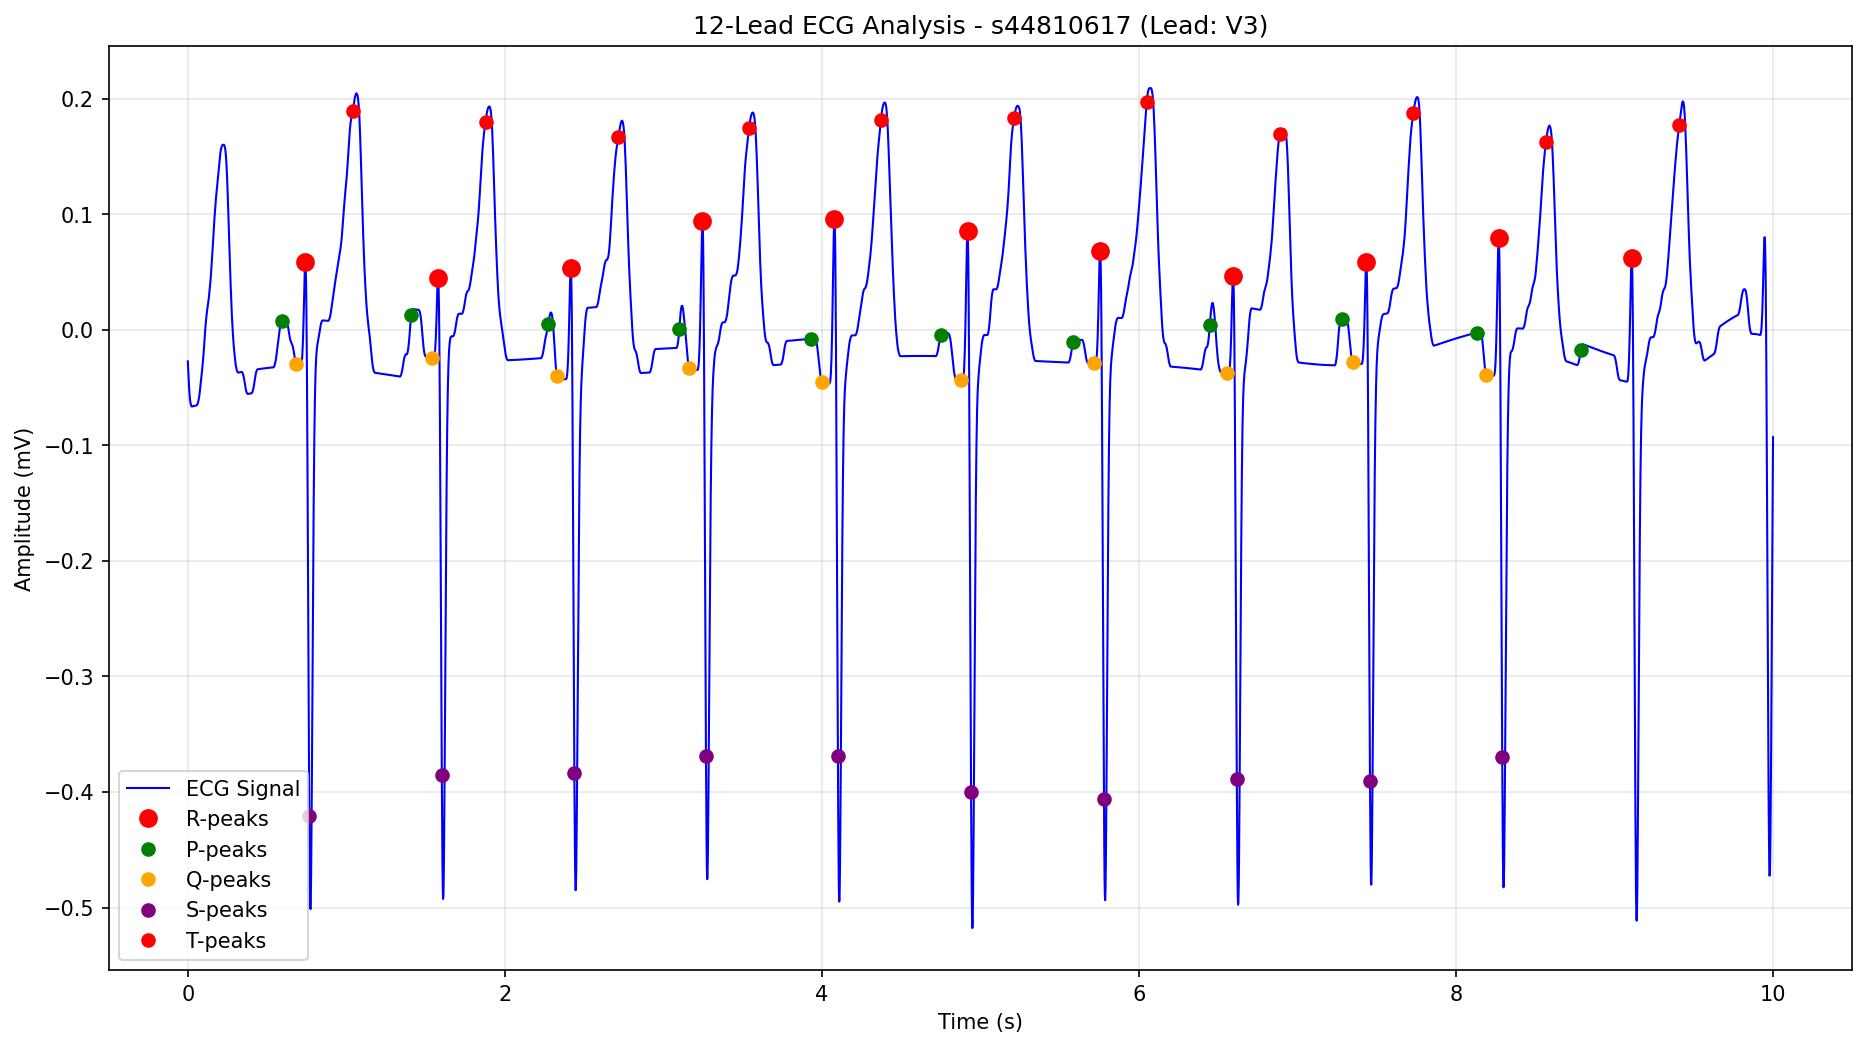 12-Lead ECG Analysis - s44810617 (Lead: V3)
Amplitude (mV)
0.2
0.1
0.0
−0.1
−0.2
−0.3
−0.4
−0.5
ECG Signal
R-peaks
P-peaks
Q-peaks
S-peaks
T-peaks
0 2 4 6 8 10
Time (s)